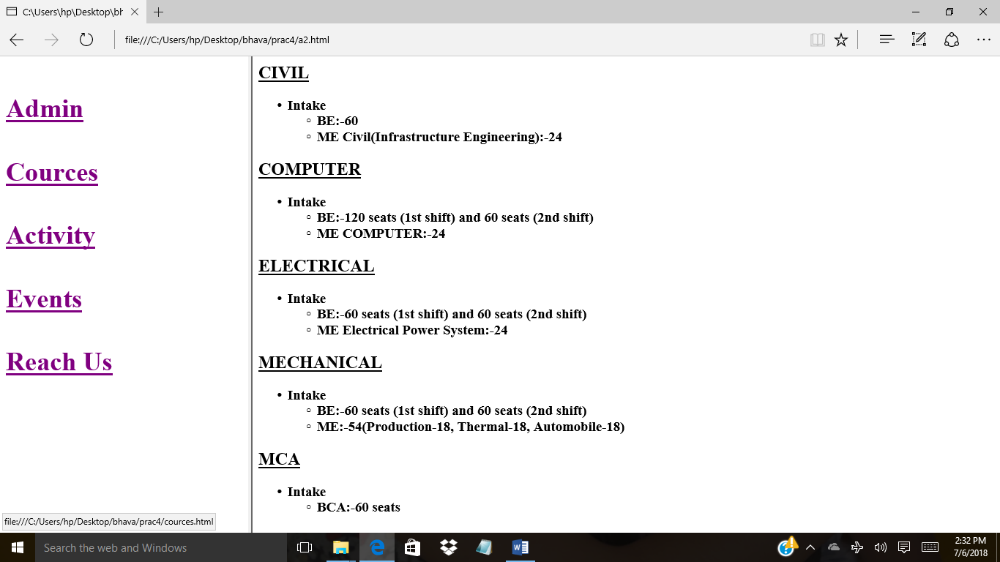 C:\Users\hp\Desktop\bh
file:///C:/Users/hp/Desktop/bhava/prac4/a2.html
Admin
Cources
Activity
Events
Reach Us
CIVIL
• Intake
○ BE:-60
○ ME Civil(Infrastructure Engineering):-24
COMPUTER
• Intake
○ BE:-120 seats (1st shift) and 60 seats (2nd shift)
○ ME COMPUTER:-24
ELECTRICAL
• Intake
○ BE:-60 seats (1st shift) and 60 seats (2nd shift)
○ ME Electrical Power System:-24
MECHANICAL
• Intake
○ BE:-60 seats (1st shift) and 60 seats (2nd shift)
○ ME:-54(Production-18, Thermal-18, Automobile-18)
MCA
• Intake
○ BCA:-60 seats
file:///C:/Users/hp/Desktop/bhava/prac4/cources.html
Search the web and Windows
2:32 PM
7/6/2018